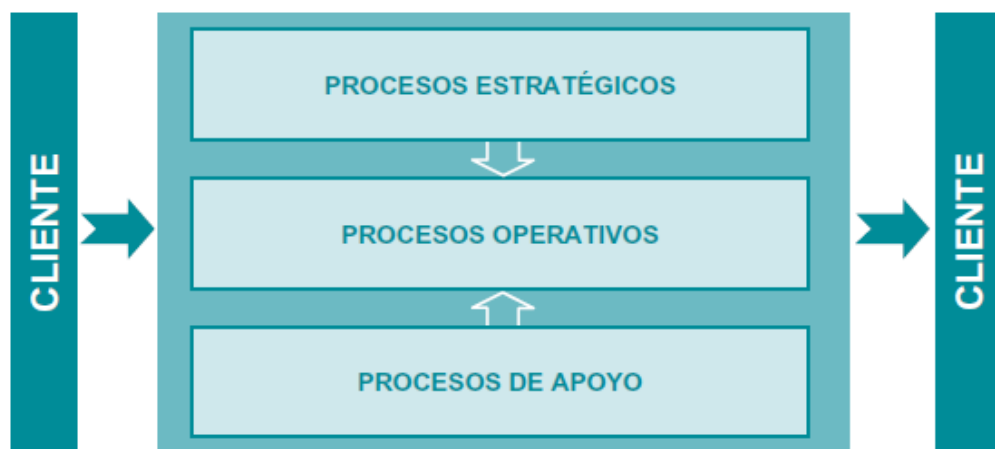 CLIENTE
PROCESOS ESTRATÉGICOS
PROCESOS OPERATIVOS
PROCESOS DE APOYO
CLIENTE